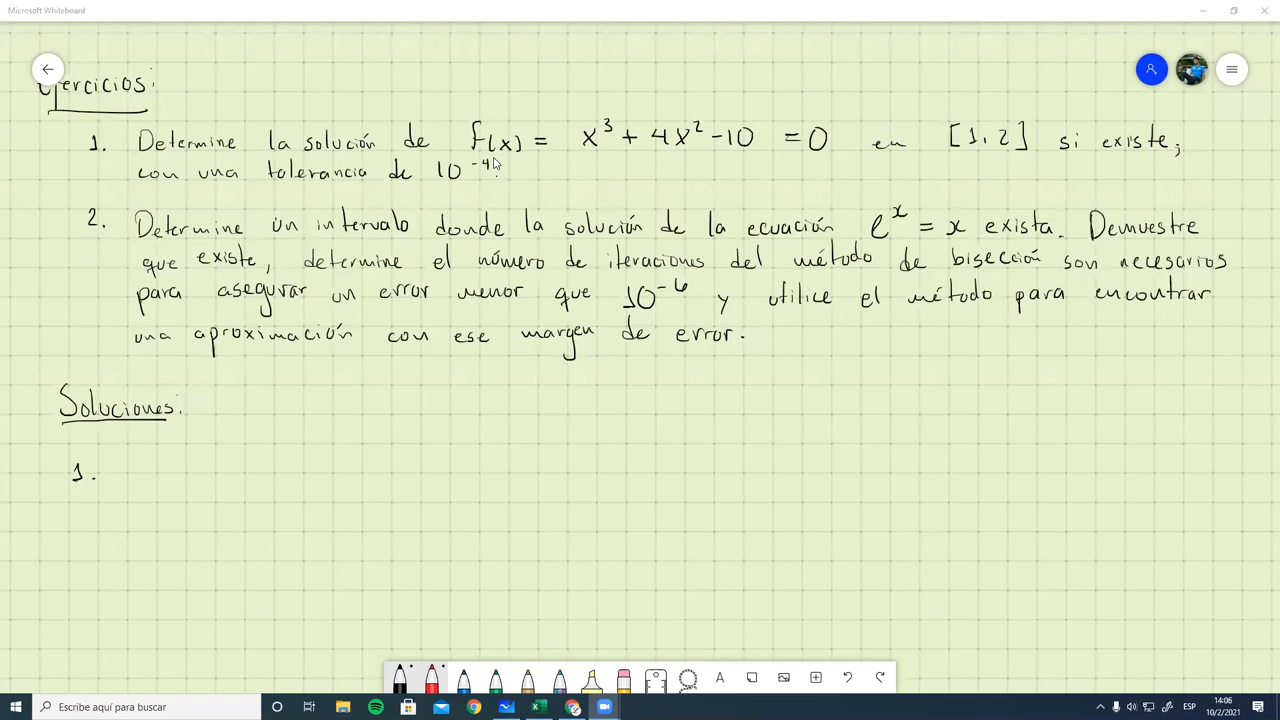 Microsoft Whiteboard
Ejercicios:
1. Determine la solución de f(x) = x³ + 4x² -10 = 0 en [1,2] si existe,
con una tolerancia de 10⁻⁴.
2. Determine un intervalo donde la solución de la ecuación eˣ = x exista. Demuestre
que existe, determine el número de iteraciones del método de bisección son necesarios
para asegurar un error menor que 10⁻⁶ y utilice el método para encontrar
una aproximación con ese margen de error.
Soluciones:
1.
Escribe aquí para buscar
ESP
14:06
10/2/2021